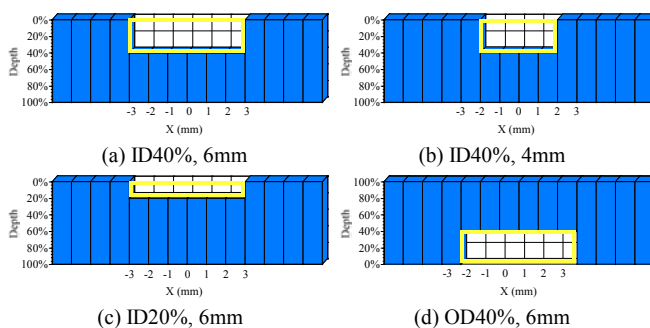 0%
20%
40%
60%
80%
100%
Depth
-3 -2 -1 0 1 2 3
X (mm)
(a) ID40%, 6mm
0%
20%
40%
60%
80%
100%
Depth
-3 -2 -1 0 1 2 3
X (mm)
(b) ID40%, 4mm
0%
20%
40%
60%
80%
100%
Depth
-3 -2 -1 0 1 2 3
X (mm)
(c) ID20%, 6mm
100%
80%
60%
40%
20%
0%
Depth
-3 -2 -1 0 1 2 3
X (mm)
(d) OD40%, 6mm